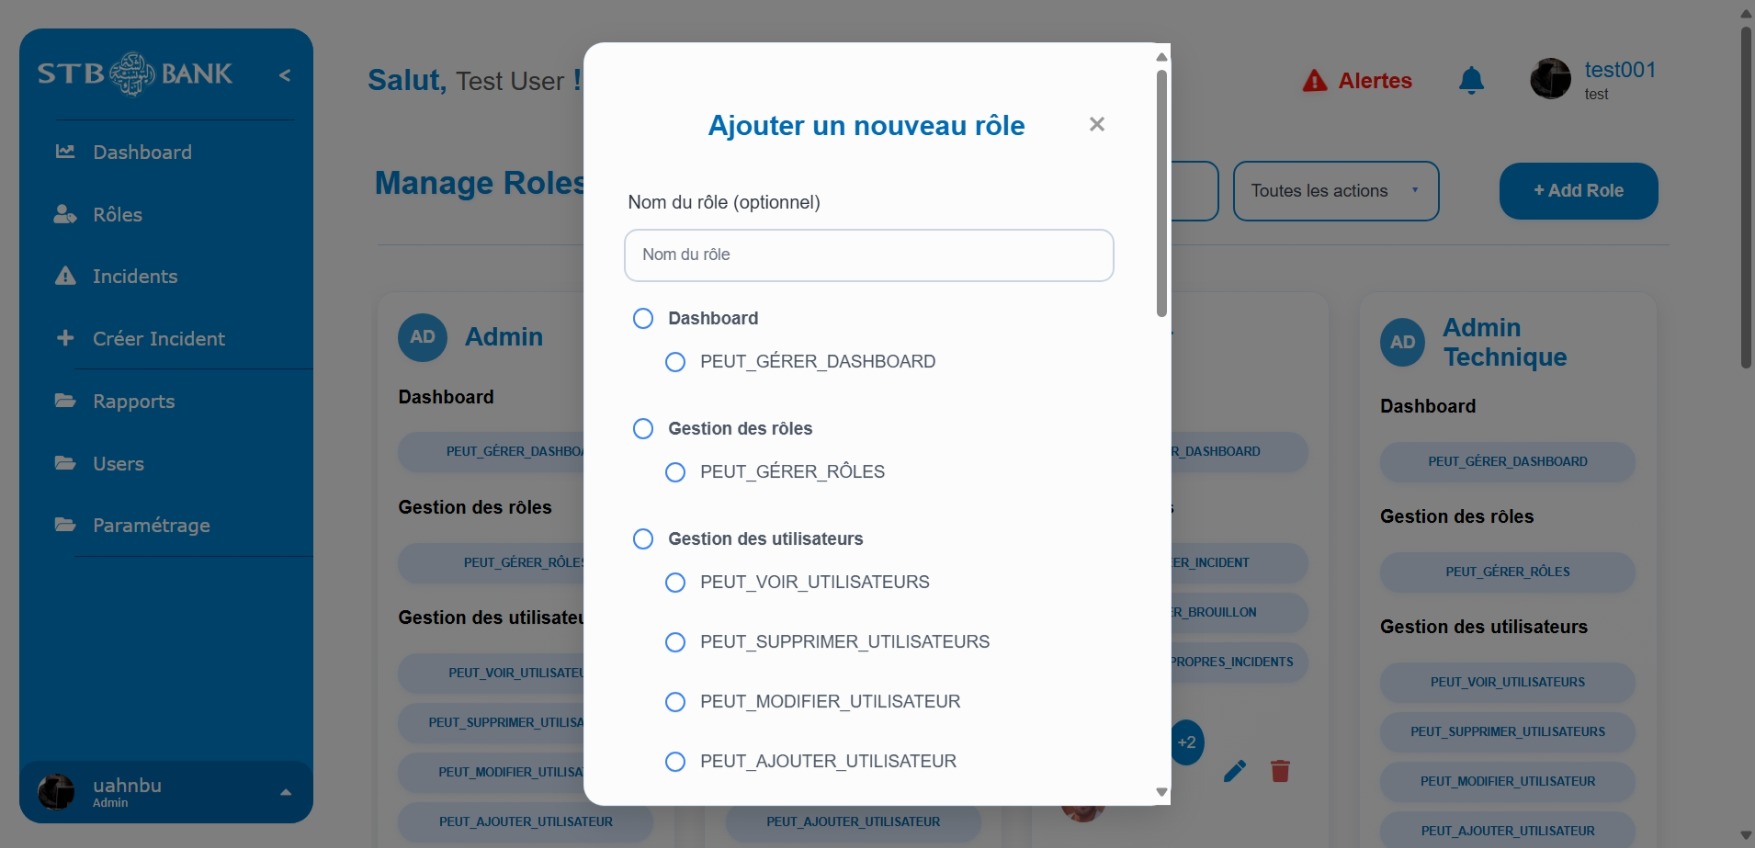 STB BANK
<
Dashboard
Rôles
Incidents
Créer Incident
Rapports
Users
Paramétrage
uahnbu
Admin
Salut, Test User !
Alertes
test001
test
Manage Roles
Toutes les actions
+ Add Role
AD Admin
Dashboard
PEUT_GÉRER_DASHBO
Gestion des rôles
PEUT_GÉRER_RÔLES
Gestion des utilisateu
PEUT_VOIR_UTILISATEU
PEUT_SUPPRIMER_UTILISA
PEUT_MODIFIER_UTILISA
PEUT_AJOUTER_UTILISATEUR
PEUT_AJOUTER_UTILISATEUR
Ajouter un nouveau rôle ×
Nom du rôle (optionnel)
Nom du rôle
Dashboard
PEUT_GÉRER_DASHBOARD
Gestion des rôles
PEUT_GÉRER_RÔLES
Gestion des utilisateurs
PEUT_VOIR_UTILISATEURS
PEUT_SUPPRIMER_UTILISATEURS
PEUT_MODIFIER_UTILISATEUR
PEUT_AJOUTER_UTILISATEUR
R_DASHBOARD
ER_INCIDENT
R_BROUILLON
PROPRES_INCIDENTS
+2
AD Admin
Technique
Dashboard
PEUT_GÉRER_DASHBOARD
Gestion des rôles
PEUT_GÉRER_RÔLES
Gestion des utilisateurs
PEUT_VOIR_UTILISATEURS
PEUT_SUPPRIMER_UTILISATEURS
PEUT_MODIFIER_UTILISATEUR
PEUT_AJOUTER_UTILISATEUR